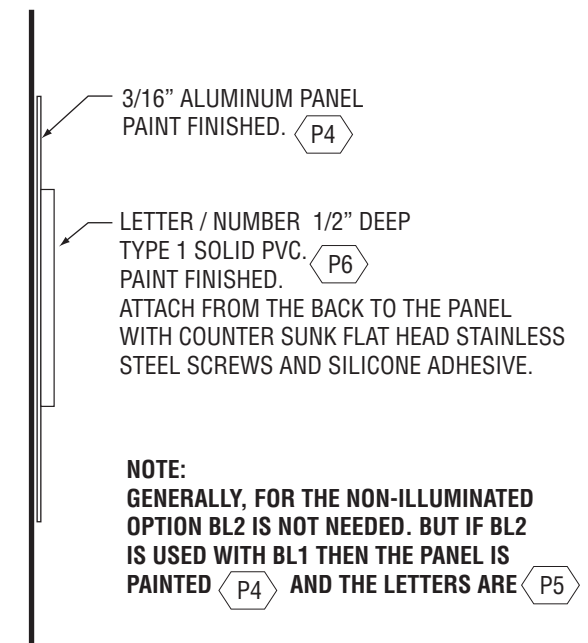 3/16” ALUMINUM PANEL
PAINT FINISHED. P4
LETTER / NUMBER 1/2” DEEP
TYPE 1 SOLID PVC. P6
PAINT FINISHED.
ATTACH FROM THE BACK TO THE PANEL
WITH COUNTER SUNK FLAT HEAD STAINLESS
STEEL SCREWS AND SILICONE ADHESIVE.
NOTE:
GENERALLY, FOR THE NON-ILLUMINATED
OPTION BL2 IS NOT NEEDED. BUT IF BL2
IS USED WITH BL1 THEN THE PANEL IS
PAINTED P4 AND THE LETTERS ARE P5